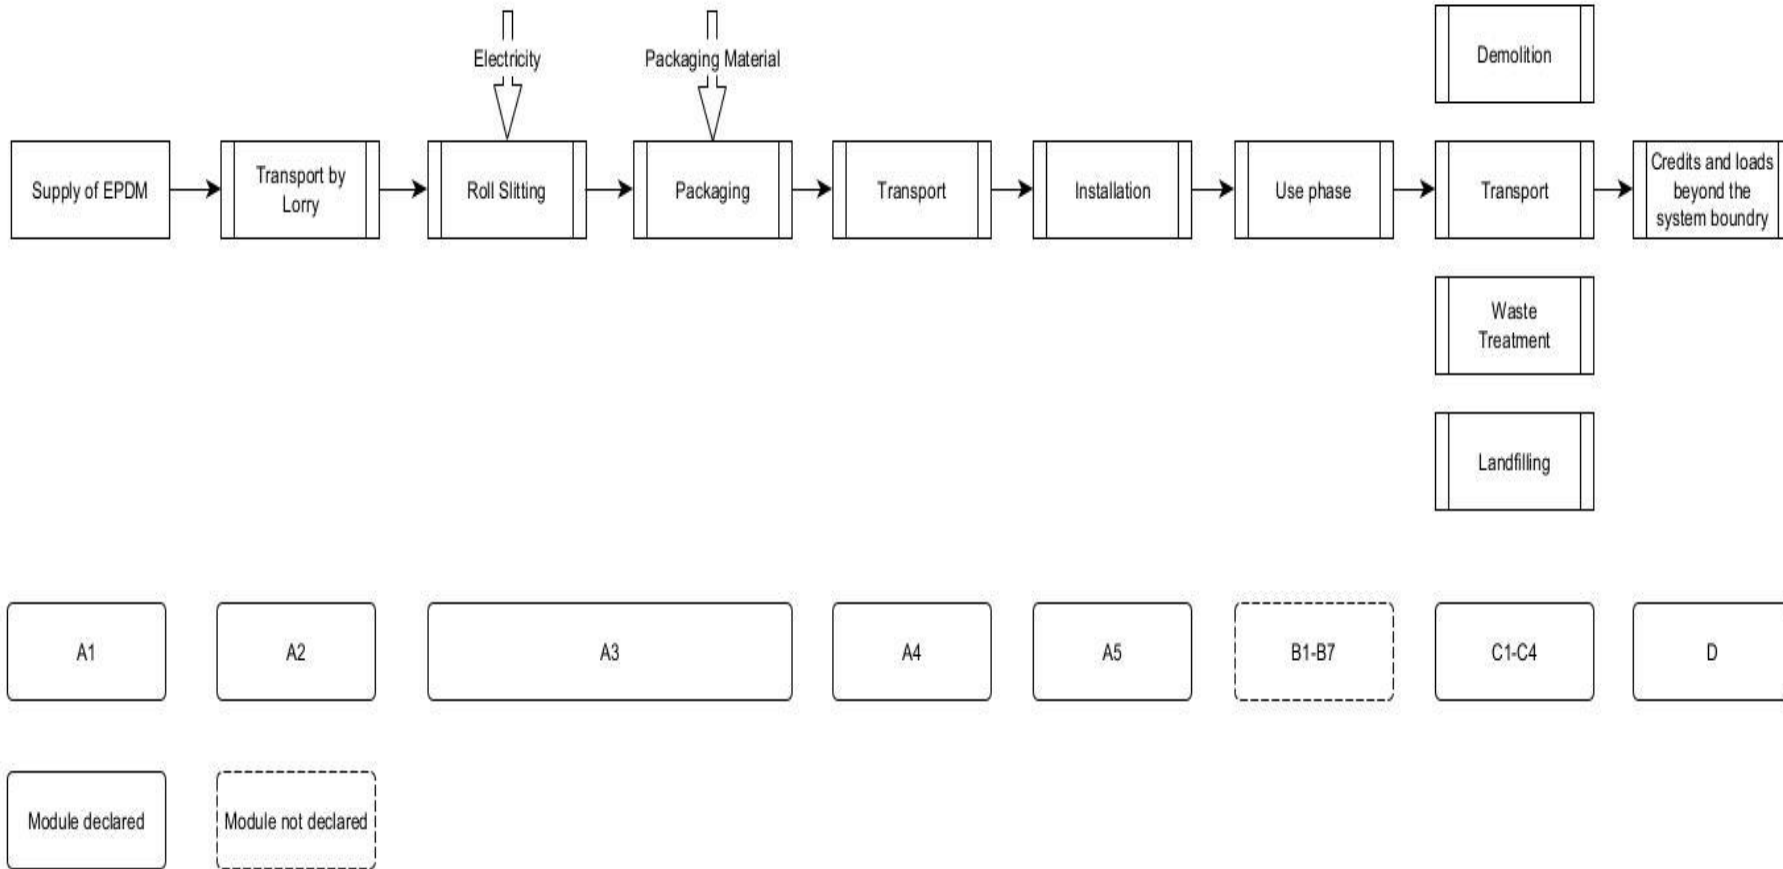 Electricity
Packaging Material
Demolition
Supply of EPDM
Transport by
Lorry
Roll Slitting
Packaging
Transport
Installation
Use phase
Transport
Credits and loads
beyond the
system boundry
Waste
Treatment
Landfilling
A1
A2
A3
A4
A5
B1-B7
C1-C4
D
Module declared
Module not declared